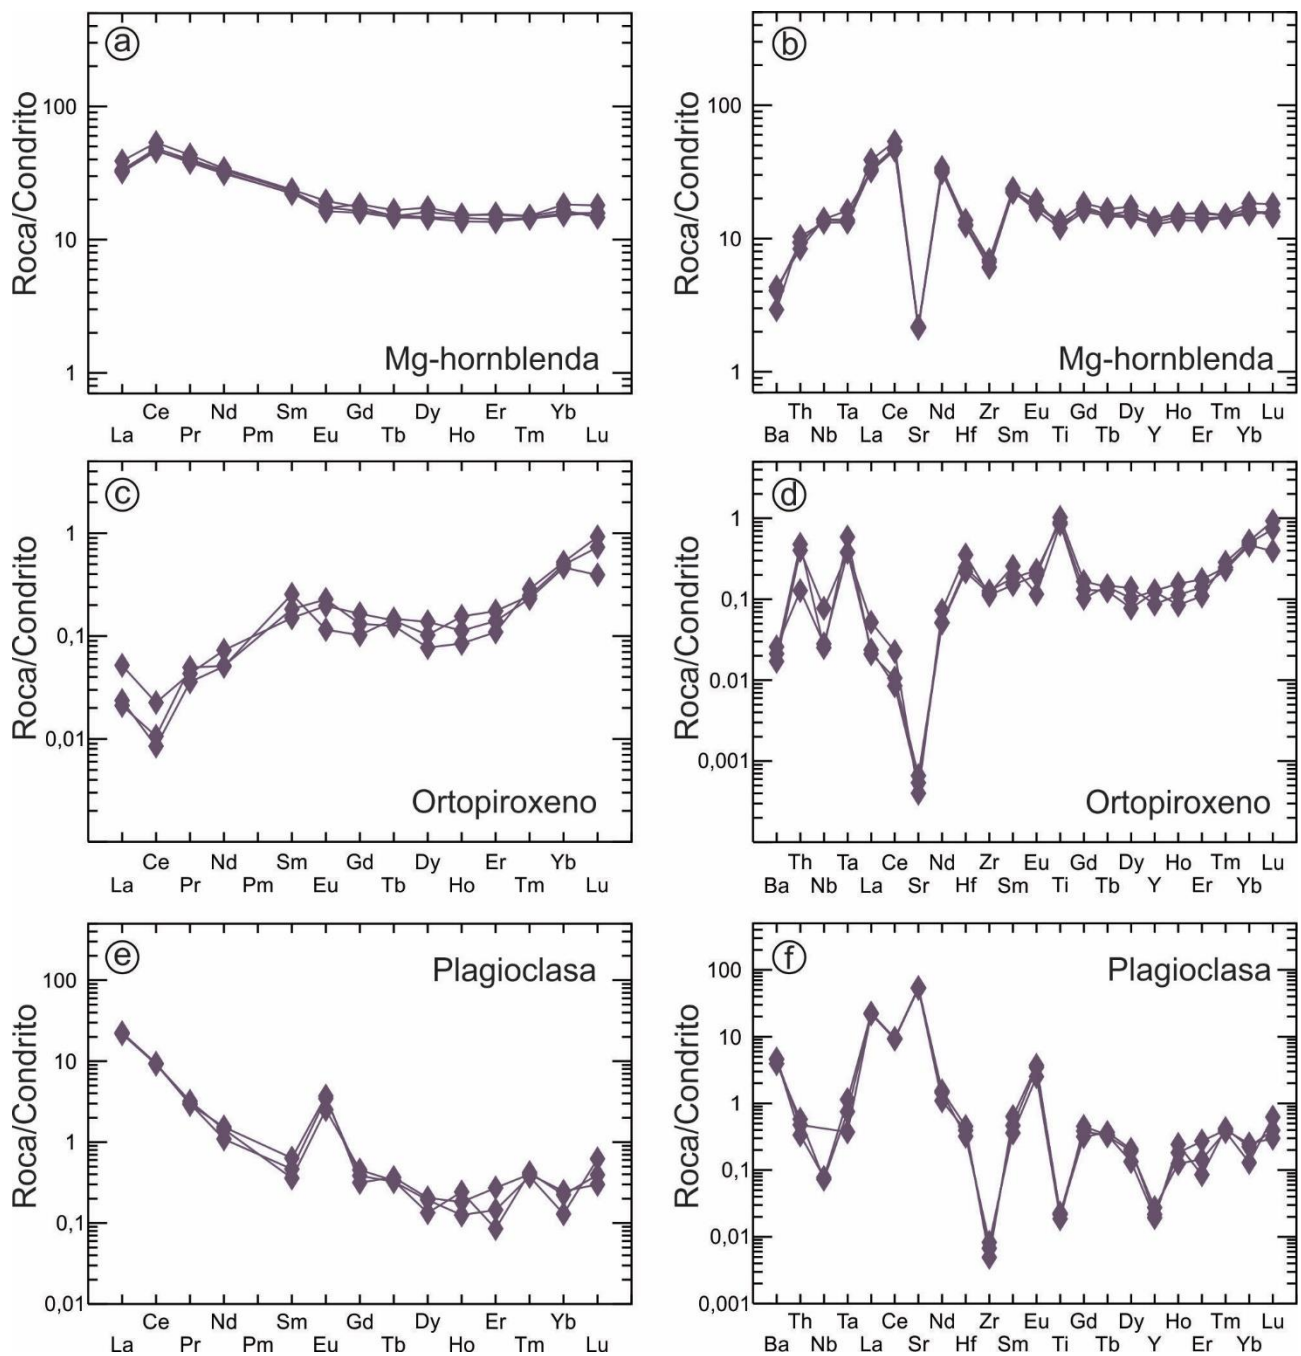 a
Roca/Condrito
100
10
1
Mg-hornblenda
Ce Nd Sm Gd Dy Er Yb
La Pr Pm Eu Tb Ho Tm Lu
b
Roca/Condrito
100
10
1
Mg-hornblenda
Th Ta Ce Nd Zr Eu Gd Dy Ho Tm Lu
Ba Nb La Sr Hf Sm Ti Tb Y Er Yb
c
Roca/Condrito
1
0,1
0,01
Ortopiroxeno
Ce Nd Sm Gd Dy Er Yb
La Pr Pm Eu Tb Ho Tm Lu
d
Roca/Condrito
1
0.1
0.01
0,001
Ortopiroxeno
Th Ta Ce Nd Zr Eu Gd Dy Ho Tm Lu
Ba Nb La Sr Hf Sm Ti Tb Y Er Yb
e
Plagioclasa
Roca/Condrito
100
10
1
0,1
0,01
Ce Nd Sm Gd Dy Er Yb
La Pr Pm Eu Tb Ho Tm Lu
f
Plagioclasa
Roca/Condrito
100
10
1
0,1
0,01
0,001
Th Ta Ce Nd Zr Eu Gd Dy Ho Tm Lu
Ba Nb La Sr Hf Sm Ti Tb Y Er Yb